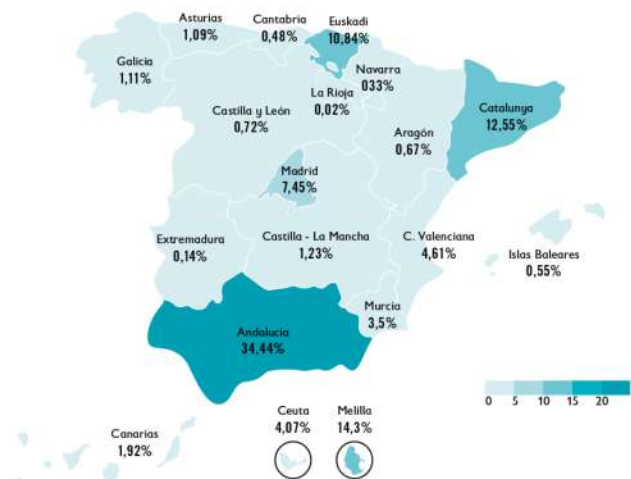 Asturias
1,09%
Cantabria
0,48%
Euskadi
10,84%
Galicia
1,11%
Navarra
033%
La Rioja
0,02%
Castilla y León
0,72%
Catalunya
12,55%
Aragón
0,67%
Madrid
7,45%
Extremadura
0,14%
Castilla - La Mancha
1,23%
C. Valenciana
4,61%
Islas Baleares
0,55%
Murcia
3,5%
Andalucia
34,44%
0 5 10 15 20
Ceuta
4,07%
Melilla
14,3%
Canarias
1,92%